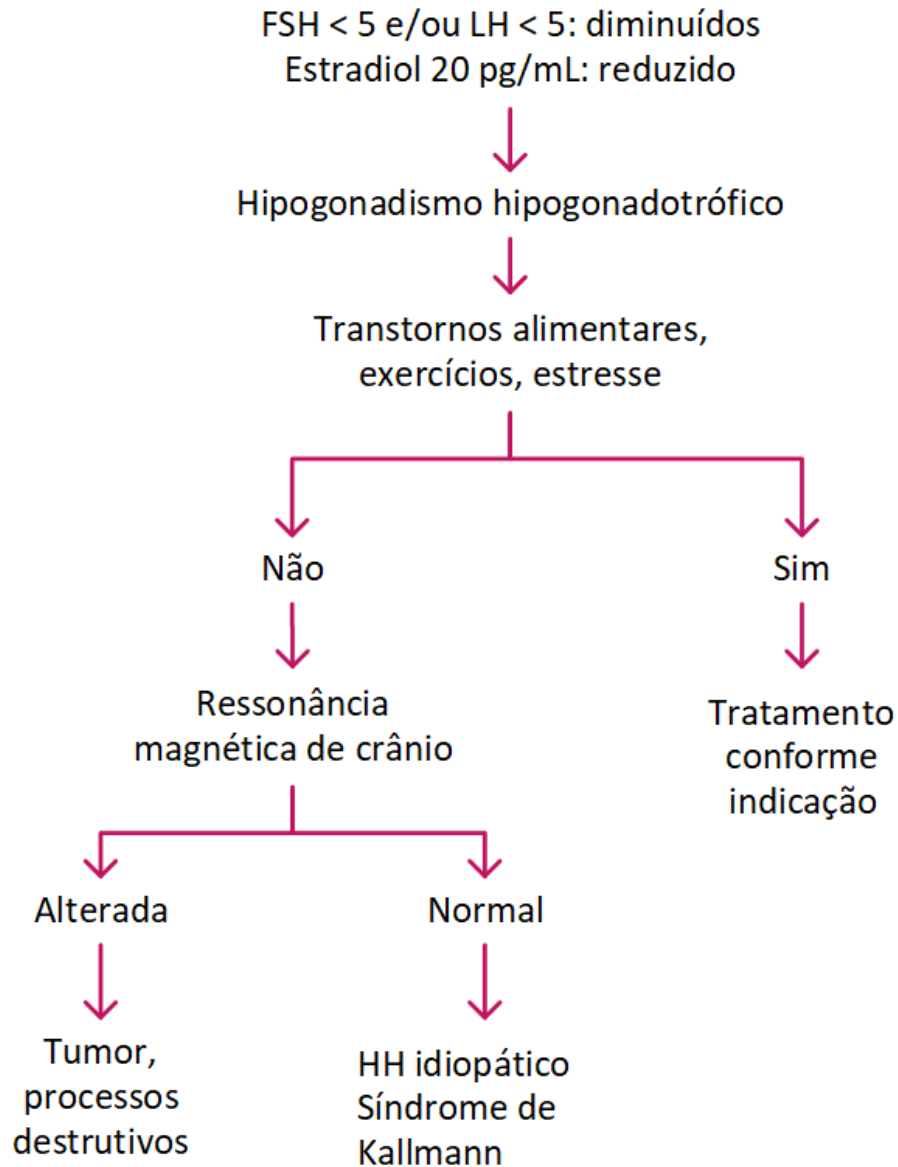 FSH < 5 e/ou LH < 5: diminuídos
Estradiol 20 pg/mL: reduzido
Hipogonadismo hipogonadotrófico
Transtornos alimentares,
exercícios, estresse
Não
Sim
Ressonância
magnética de crânio
Tratamento
conforme
indicação
Alterada
Normal
Tumor,
processos
destrutivos
HH idiopático
Síndrome de
Kallmann